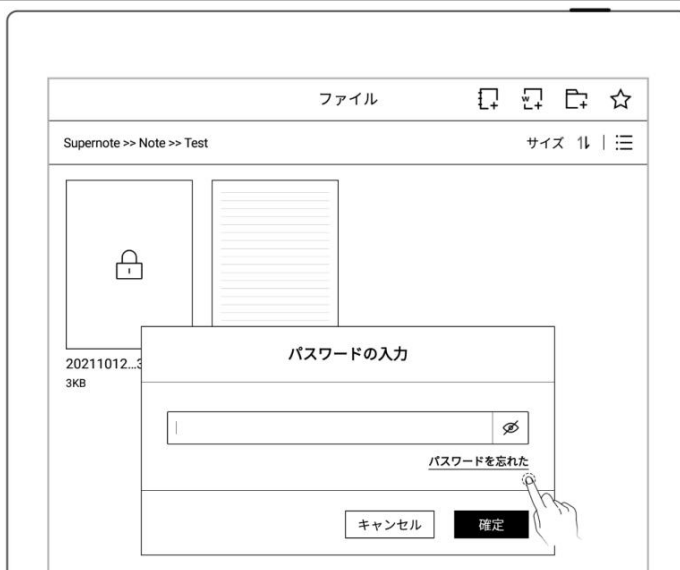 ファイル
Supernote >> Note >> Test
サイズ
20211012...3
3KB
パスワードの入力
パスワードを忘れた
キャンセル
確定